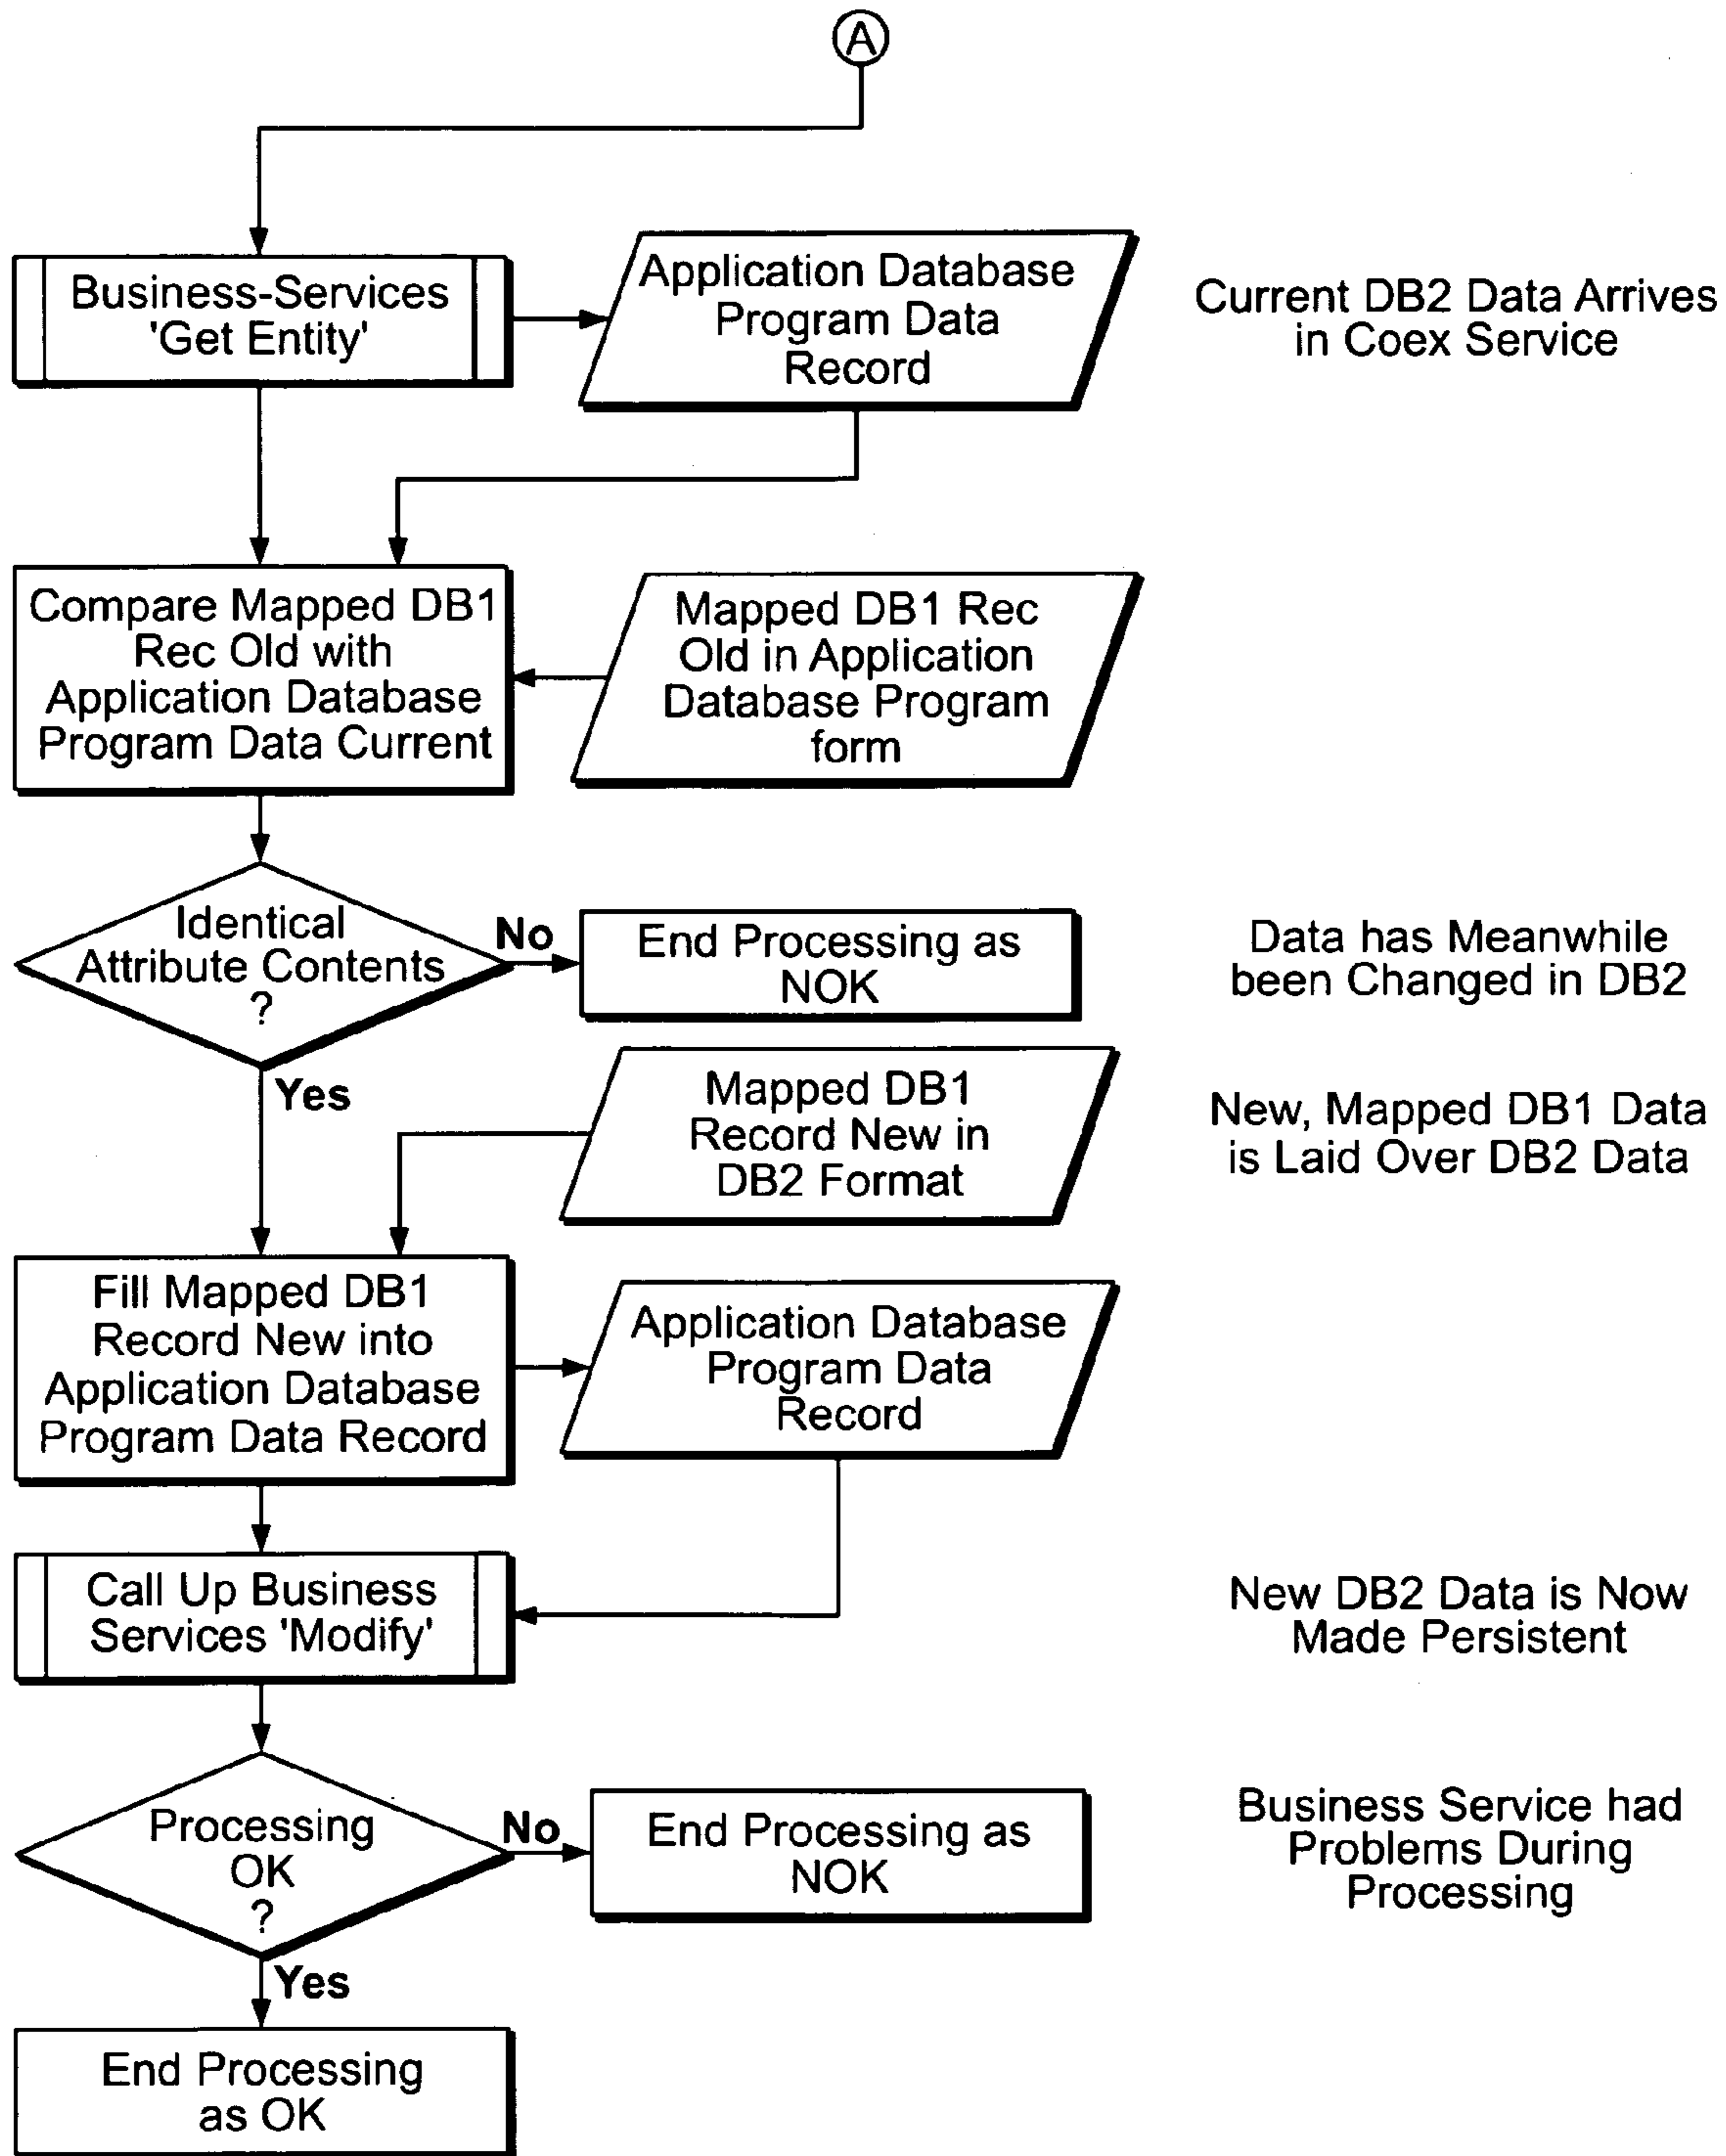 A
Business-Services
'Get Entity'
Application Database
Program Data
Record
Current DB2 Data Arrives
in Coex Service
Compare Mapped DB1
Rec Old with
Application Database
Program Data Current
Mapped DB1 Rec
Old in Application
Database Program
form
Identical
Attribute Contents
?
No
End Processing as
NOK
Data has Meanwhile
been Changed in DB2
Yes
Mapped DB1
Record New in
DB2 Format
New, Mapped DB1 Data
is Laid Over DB2 Data
Fill Mapped DB1
Record New into
Application Database
Program Data Record
Application Database
Program Data
Record
Call Up Business
Services 'Modify'
New DB2 Data is Now
Made Persistent
Processing
OK
?
No
End Processing as
NOK
Business Service had
Problems During
Processing
Yes
End Processing
as OK